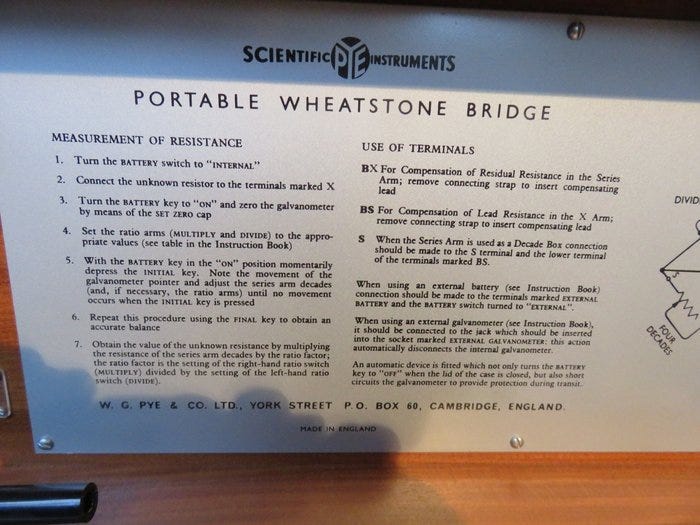 SCIENTIFIC PYE INSTRUMENTS
PORTABLE WHEATSTONE BRIDGE
MEASUREMENT OF RESISTANCE
1. Turn the BATTERY switch to "INTERNAL"
2. Connect the unknown resistor to the terminals marked X
3. Turn the BATTERY key to "ON" and zero the galvanometer
by means of the SET ZERO cap
4. Set the ratio arms (MULTIPLY and DIVIDE) to the appro-
priate values (see table in the Instruction Book)
5. With the BATTERY key in the "ON" position momentarily
depress the INITIAL key. Note the movement of the
galvanometer pointer and adjust the series arm decades
(and, if necessary, the ratio arms) until no movement
occurs when the INITIAL key is pressed
6. Repeat this procedure using the FINAL key to obtain an
accurate balance
7. Obtain the value of the unknown resistance by multiplying
the resistance of the series arm decades by the ratio factor;
the ratio factor is the setting of the right-hand ratio switch
(MULTIPLY) divided by the setting of the left-hand ratio
switch (DIVIDE).
USE OF TERMINALS
BX For Compensation of Residual Resistance in the Series
Arm; remove connecting strap to insert compensating
lead
BS For Compensation of Lead Resistance in the X Arm;
remove connecting strap to insert compensating lead
S When the Series Arm is used as a Decade Box connection
should be made to the S terminal and the lower terminal
of the terminals marked BS.
When using an external battery (see Instruction Book)
connection should be made to the terminals marked EXTERNAL
BATTERY and the BATTERY switch turned to "EXTERNAL".
When using an external galvanometer (see Instruction Book),
it should be connected to the jack which should be inserted
into the socket marked EXTERNAL GALVANOMETER: this action
automatically disconnects the internal galvanometer.
An automatic device is fitted which not only turns the BATTERY
key to "OFF" when the lid of the case is closed, but also short
circuits the galvanometer to provide protection during transit.
W. G. PYE & CO. LTD., YORK STREET P.O. BOX 60, CAMBRIDGE, ENGLAND.
MADE IN ENGLAND
DIVID
S
FOUR
DECADES